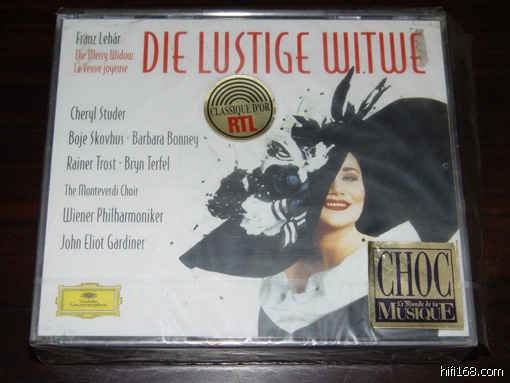 Franz Lehár
The Merry Widow
La Veuve joyeuse
DIE LUSTIGE WITWE
CLASSIQUE D'OR
RTL
Cheryl Studer
Boje Skovhus · Barbara Bonney
Rainer Trost · Bryn Terfel
The Monteverdi Choir
Wiener Philharmoniker
John Eliot Gardiner
Deutsche
Grammophon
CHOC
Le Monde de la
MUSIQUE
hifi168.com